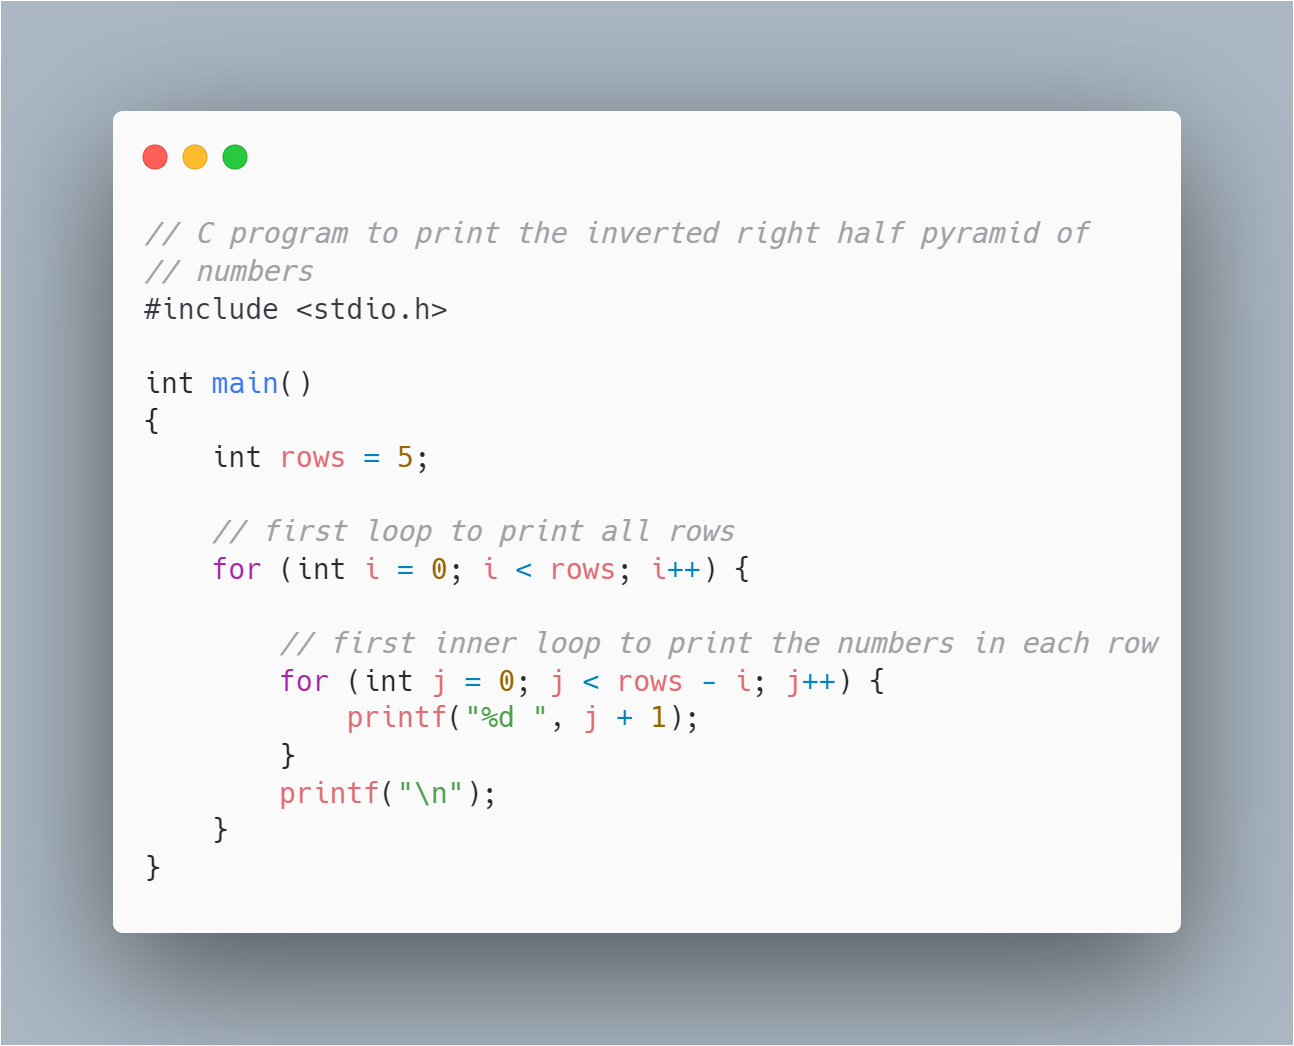 // C program to print the inverted right half pyramid of
// numbers
#include <stdio.h>

int main()
{
    int rows = 5;

    // first loop to print all rows
    for (int i = 0; i < rows; i++) {

        // first inner loop to print the numbers in each row
        for (int j = 0; j < rows - i; j++) {
            printf("%d ", j + 1);
        }
        printf("\n");
    }
}